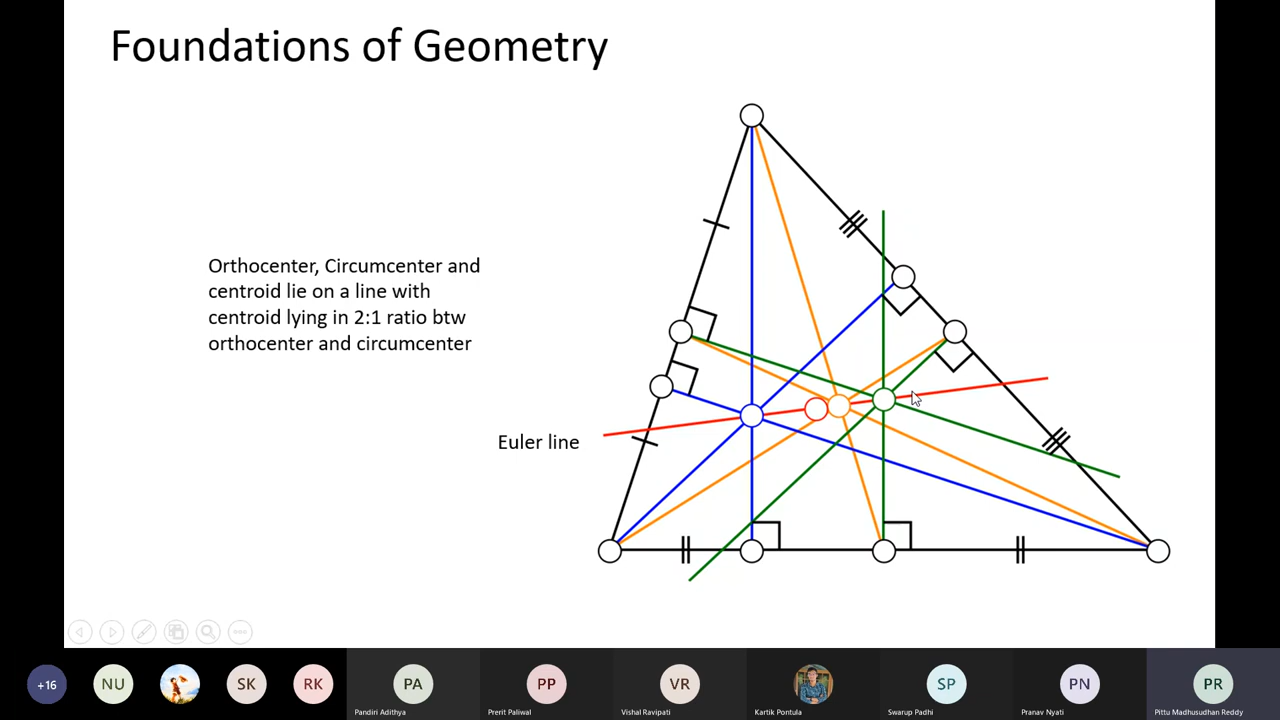 Foundations of Geometry
Orthocenter, Circumcenter and
centroid lie on a line with
centroid lying in 2:1 ratio btw
orthocenter and circumcenter
Euler line
+16
NU
SK
RK
PA
PP
VR
SP
PN
PR
Pandiri Adithya
Prerit Paliwal
Vishal Ravipati
Kartik Pontula
Swarup Padhi
Pranav Nyati
Pittu Madhusudhan Reddy